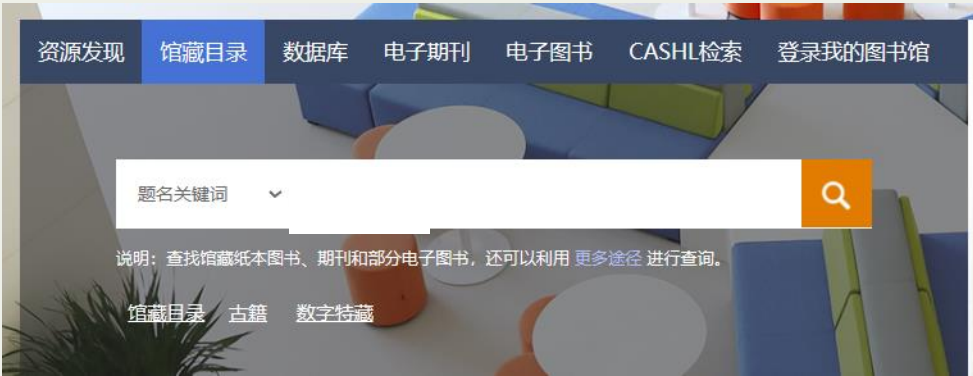 资源发现 馆藏目录 数据库 电子期刊 电子图书 CASHL检索 登录我的图书馆
题名关键词
说明：查找馆藏纸本图书、期刊和部分电子图书，还可以利用 更多途径 进行查询。
馆藏目录 古籍 数字特藏